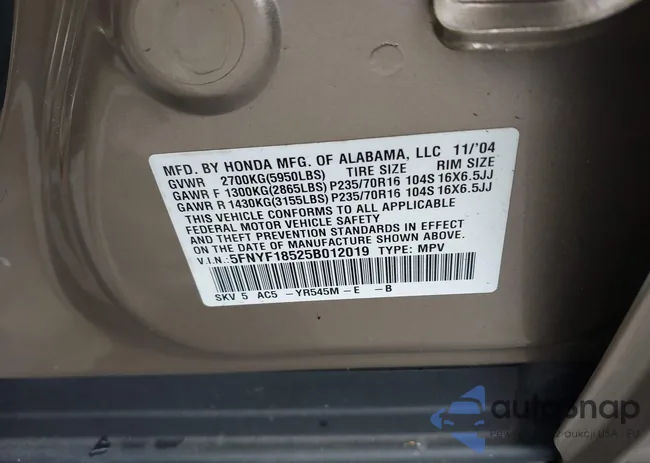 MFD. BY HONDA MFG. OF ALABAMA, LLC 11/'04
GVWR 2700KG(5950LBS) TIRE SIZE RIM SIZE
GAWR F 1300KG(2865LBS) P235/70R16 104S 16X6.5JJ
GAWR R 1430KG(3155LBS) P235/70R16 104S 16X6.5JJ
THIS VEHICLE CONFORMS TO ALL APPLICABLE
FEDERAL MOTOR VEHICLE SAFETY
AND THEFT PREVENTION STANDARDS IN EFFECT
ON THE DATE OF MANUFACTURE SHOWN ABOVE.
V.I.N.: 5FNYF18525B012019 TYPE: MPV
SKV 5 AC5 -YR545M-E -B
autosnap
aukcji USA